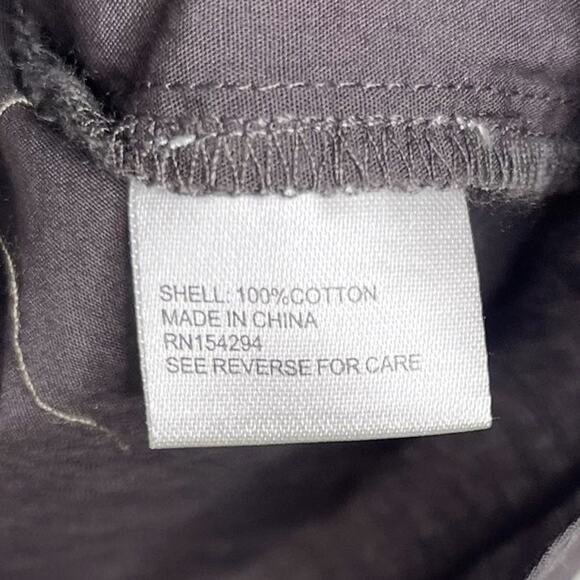 SHELL: 100%COTTON
MADE IN CHINA
RN154294
SEE REVERSE FOR CARE